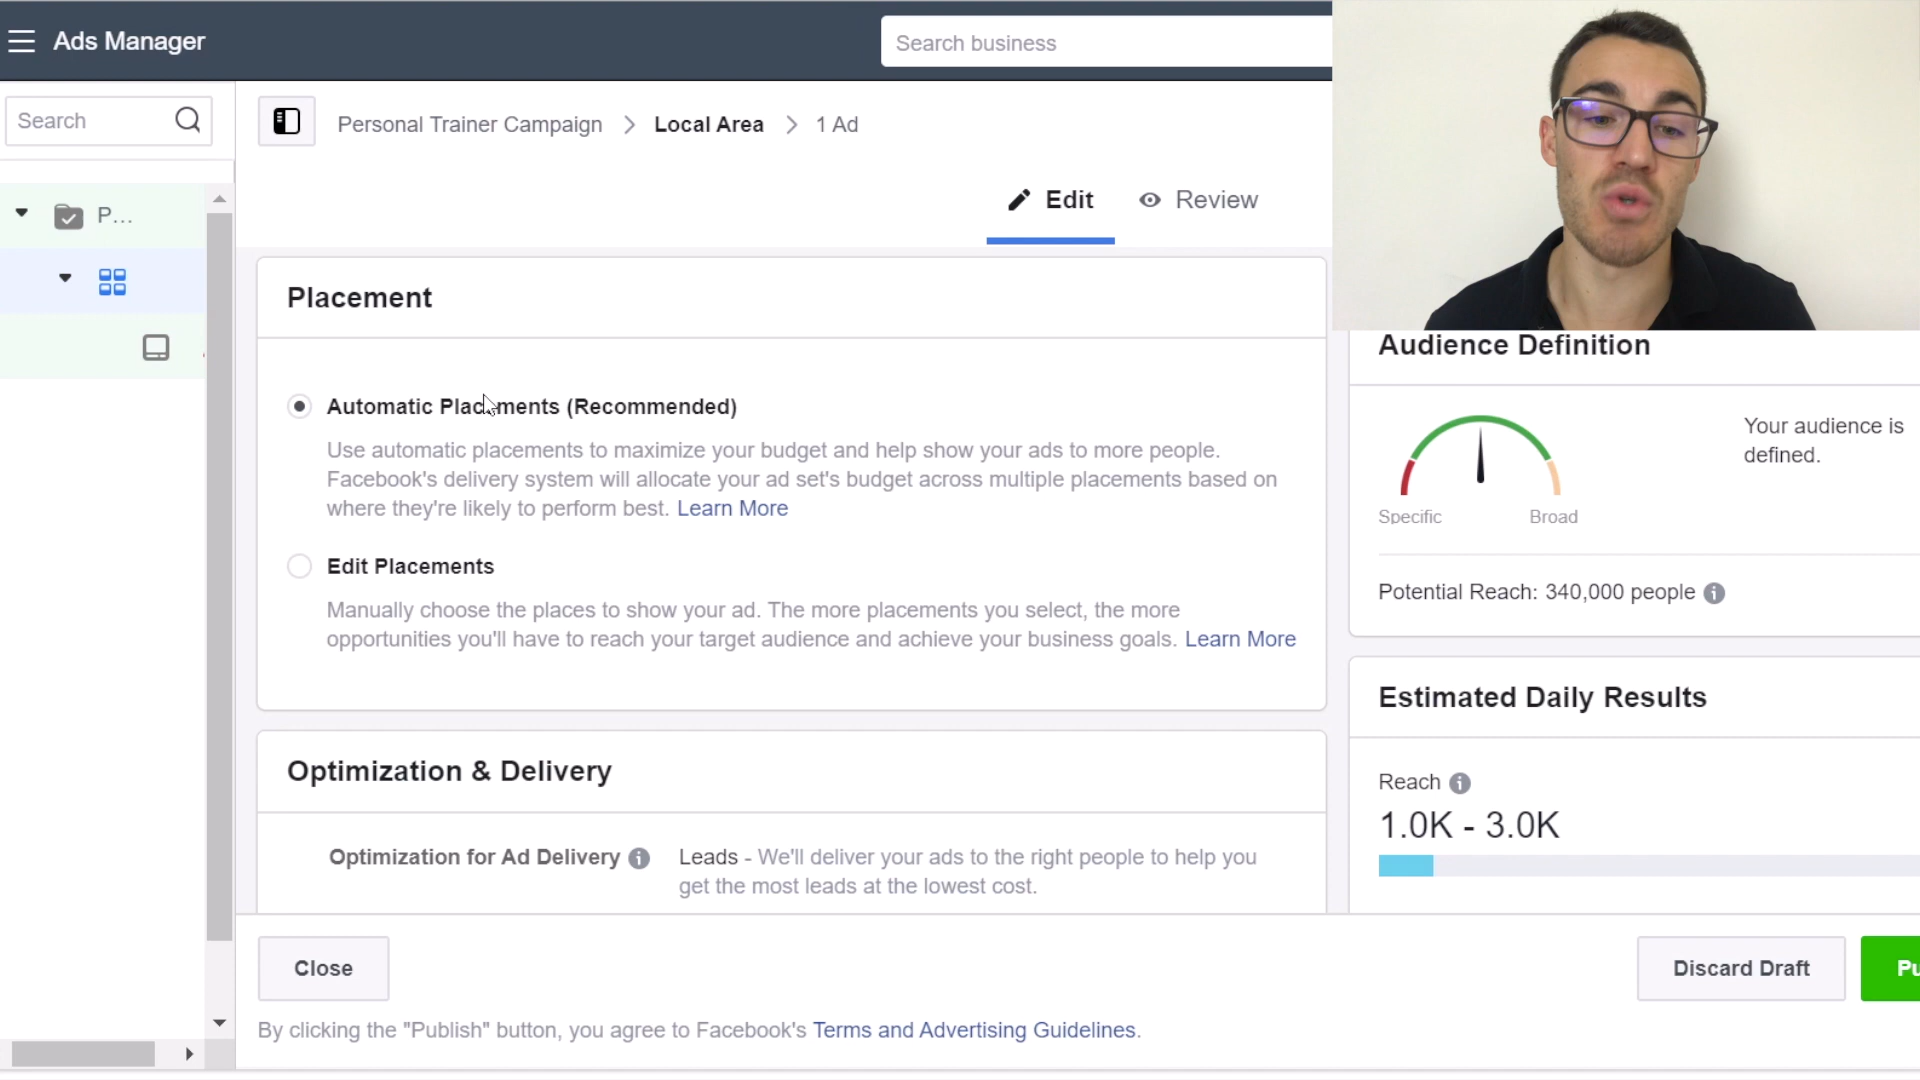 Ads Manager
Search business
Search
Personal Trainer Campaign
Local Area
1 Ad
P...
Edit
Review
Placement
Automatic Placements (Recommended)
Use automatic placements to maximize your budget and help show your ads to more people.
Facebook's delivery system will allocate your ad set's budget across multiple placements based on
where they're likely to perform best. Learn More
Edit Placements
Manually choose the places to show your ad. The more placements you select, the more
opportunities you'll have to reach your target audience and achieve your business goals. Learn More
Optimization & Delivery
Optimization for Ad Delivery
Leads - We'll deliver your ads to the right people to help you
get the most leads at the lowest cost.
Audience Definition
Your audience is
defined.
Specific
Broad
Potential Reach: 340,000 people
Estimated Daily Results
Reach
1.0K - 3.0K
Close
Discard Draft
Pu
By clicking the "Publish" button, you agree to Facebook's Terms and Advertising Guidelines.